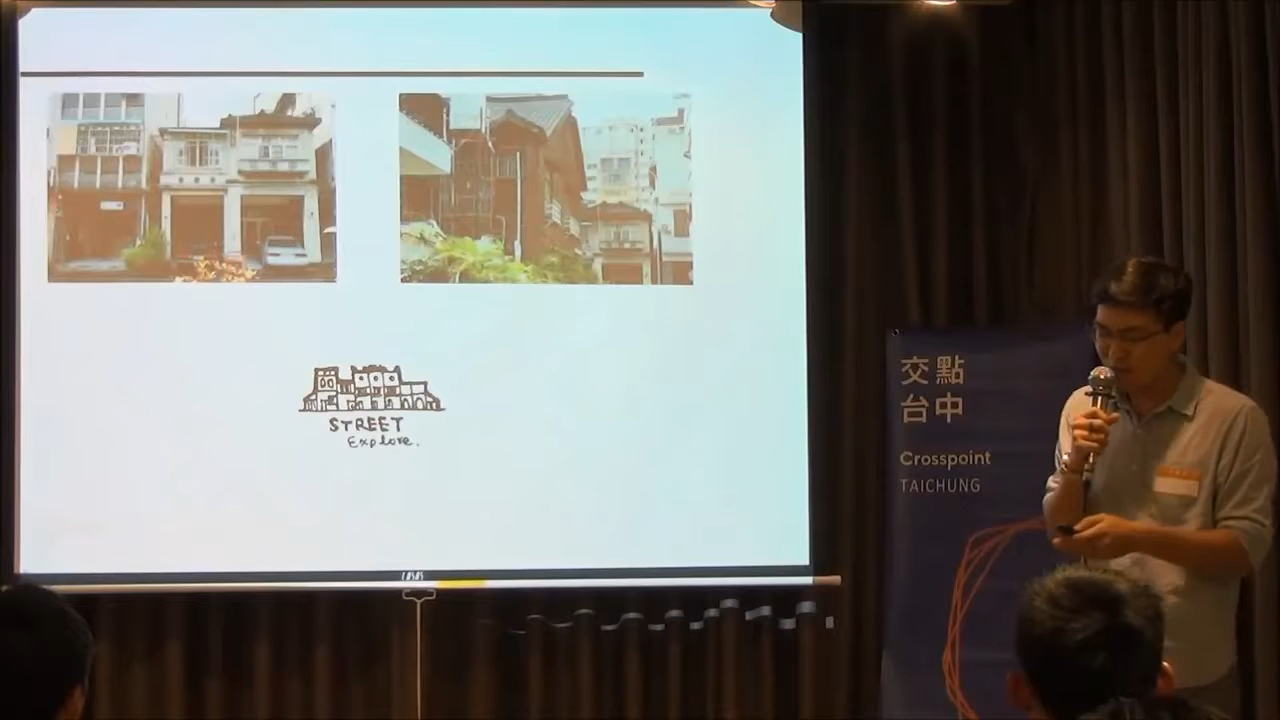 STREET
Explore.
交點
台中
Crosspoint
TAICHUNG